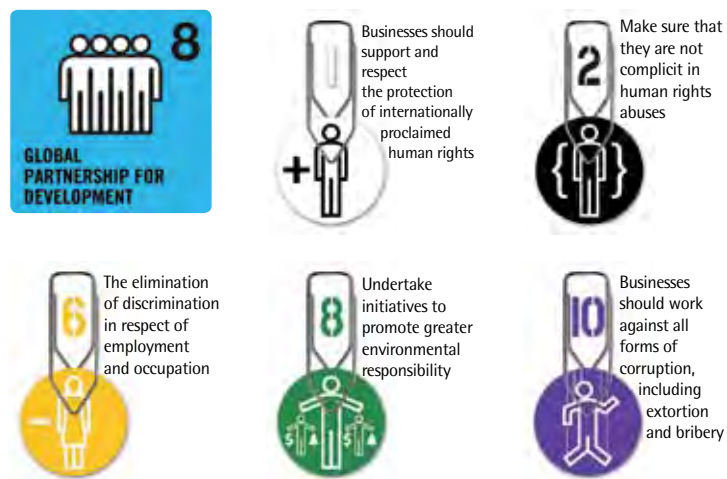 8
GLOBAL
PARTNERSHIP FOR
DEVELOPMENT
1
Businesses should
support and
respect
the protection
of internationally
proclaimed
human rights
+
2
Make sure that
they are not
complicit in
human rights
abuses
{ }
6
The elimination
of discrimination
in respect of
employment
and occupation
-
8
Undertake
initiatives to
promote greater
environmental
responsibility
$ $
10
Businesses
should work
against all
forms of
corruption,
including
extortion
and bribery